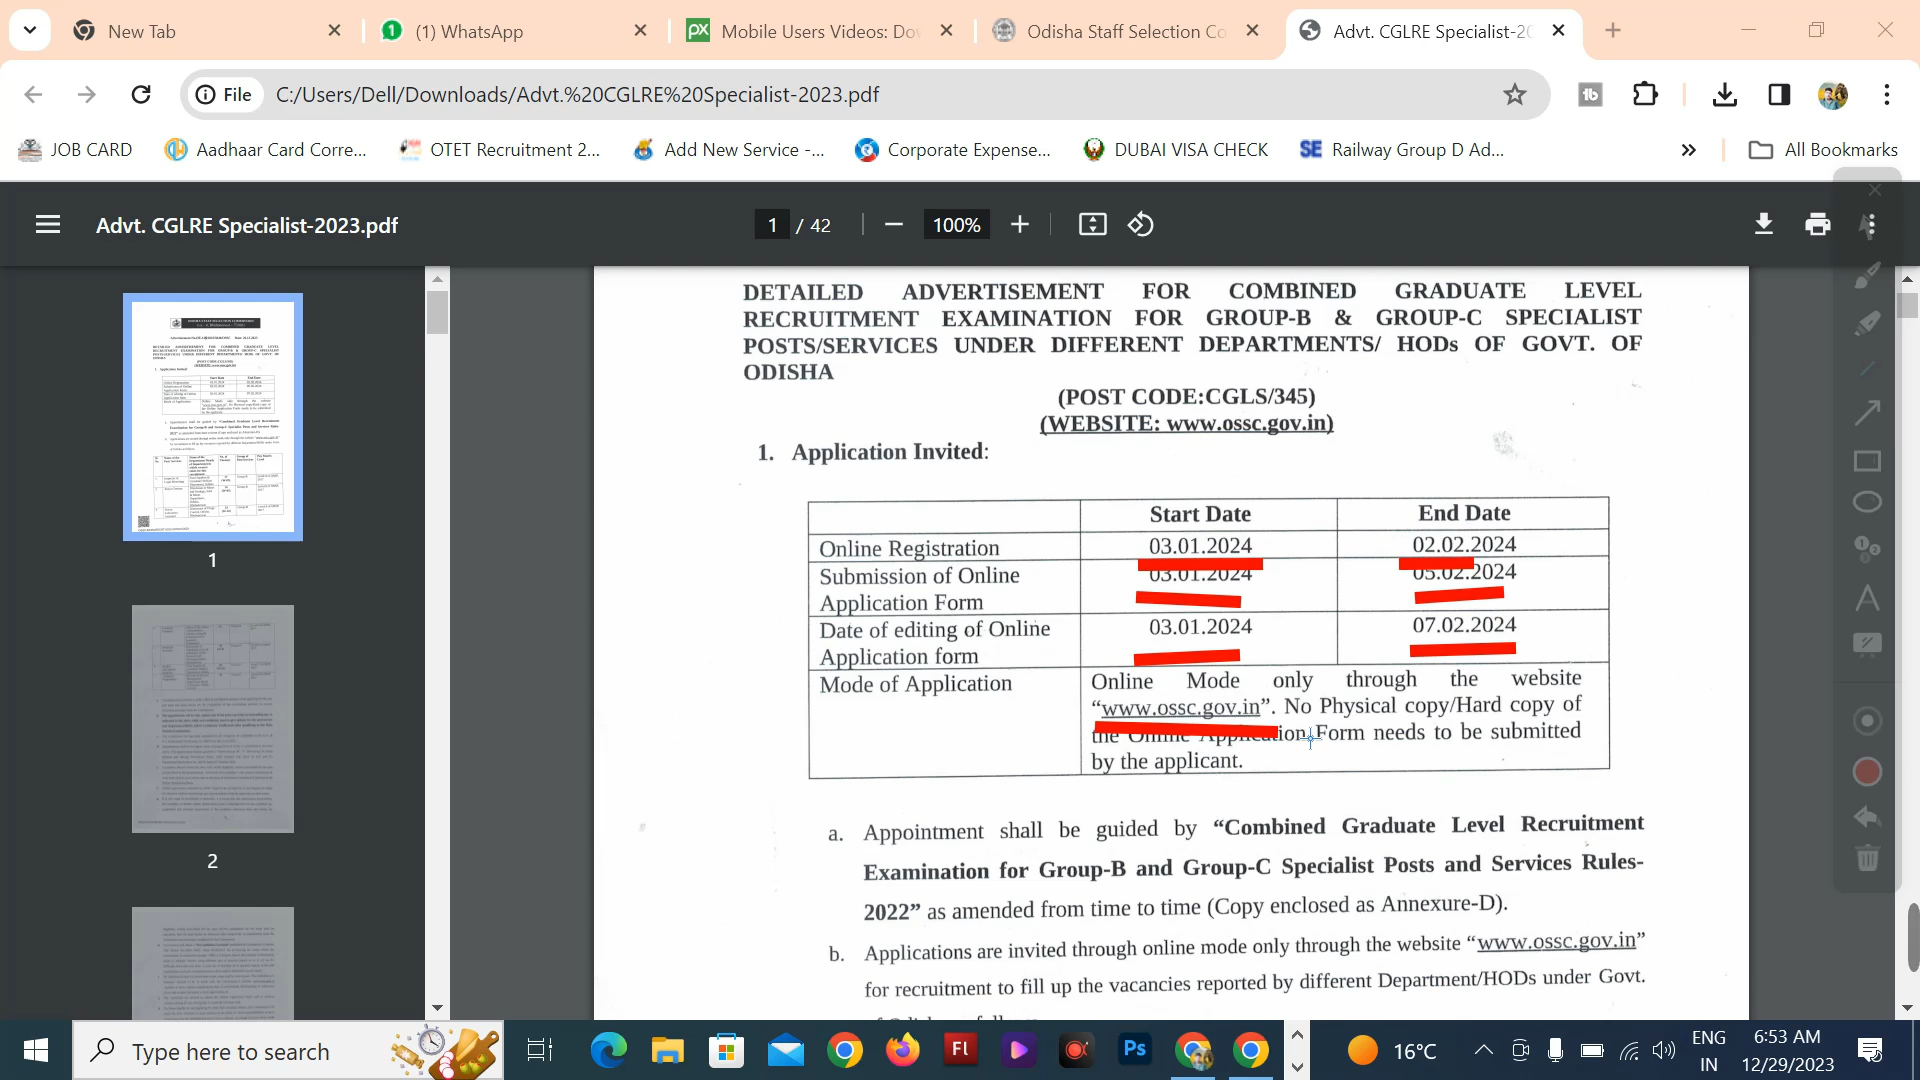 New Tab
(1) WhatsApp
Mobile Users Videos: Do
Odisha Staff Selection Co
Advt. CGLRE Specialist-20
File
C:/Users/Dell/Downloads/Advt.%20CGLRE%20Specialist-2023.pdf
JOB CARD
Aadhaar Card Corre...
OTET Recruitment 2...
Add New Service -...
Corporate Expense...
DUBAI VISA CHECK
SE Railway Group D Ad...
All Bookmarks
Advt. CGLRE Specialist-2023.pdf
1 / 42
100%
DETAILED ADVERTISEMENT FOR COMBINED GRADUATE LEVEL
RECRUITMENT EXAMINATION FOR GROUP-B & GROUP-C SPECIALIST
POSTS/SERVICES UNDER DIFFERENT DEPARTMENTS/ HODs OF GOVT. OF
ODISHA
(POST CODE:CGLS/345)
(WEBSITE: www.ossc.gov.in)
1. Application Invited:
Start Date End Date
Online Registration 03.01.2024 02.02.2024
Submission of Online 03.01.2024 05.02.2024
Application Form
Date of editing of Online 03.01.2024 07.02.2024
Application form
Mode of Application Online Mode only through the website
“www.ossc.gov.in”. No Physical copy/Hard copy of
the Online Application Form needs to be submitted
by the applicant.
a. Appointment shall be guided by “Combined Graduate Level Recruitment
Examination for Group-B and Group-C Specialist Posts and Services Rules-
2022” as amended from time to time (Copy enclosed as Annexure-D).
b. Applications are invited through online mode only through the website “www.ossc.gov.in”
for recruitment to fill up the vacancies reported by different Department/HODs under Govt.
1
2
Type here to search
Fl
Ps
16°C
ENG
IN
6:53 AM
12/29/2023